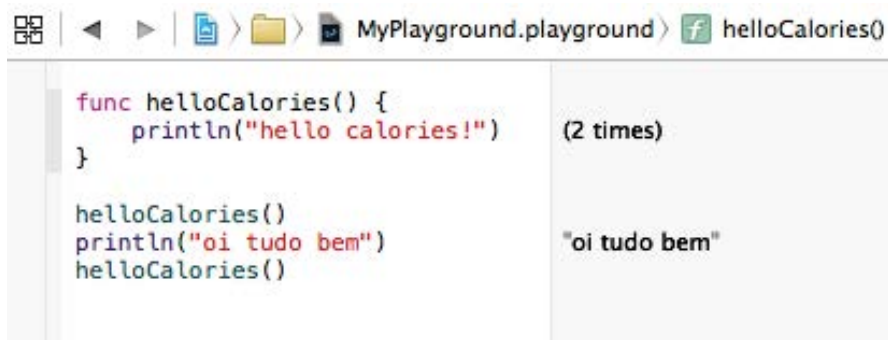 MyPlayground.playground helloCalories()
func helloCalories() {
    println("hello calories!")    (2 times)
}
helloCalories()
println("oi tudo bem")    "oi tudo bem"
helloCalories()